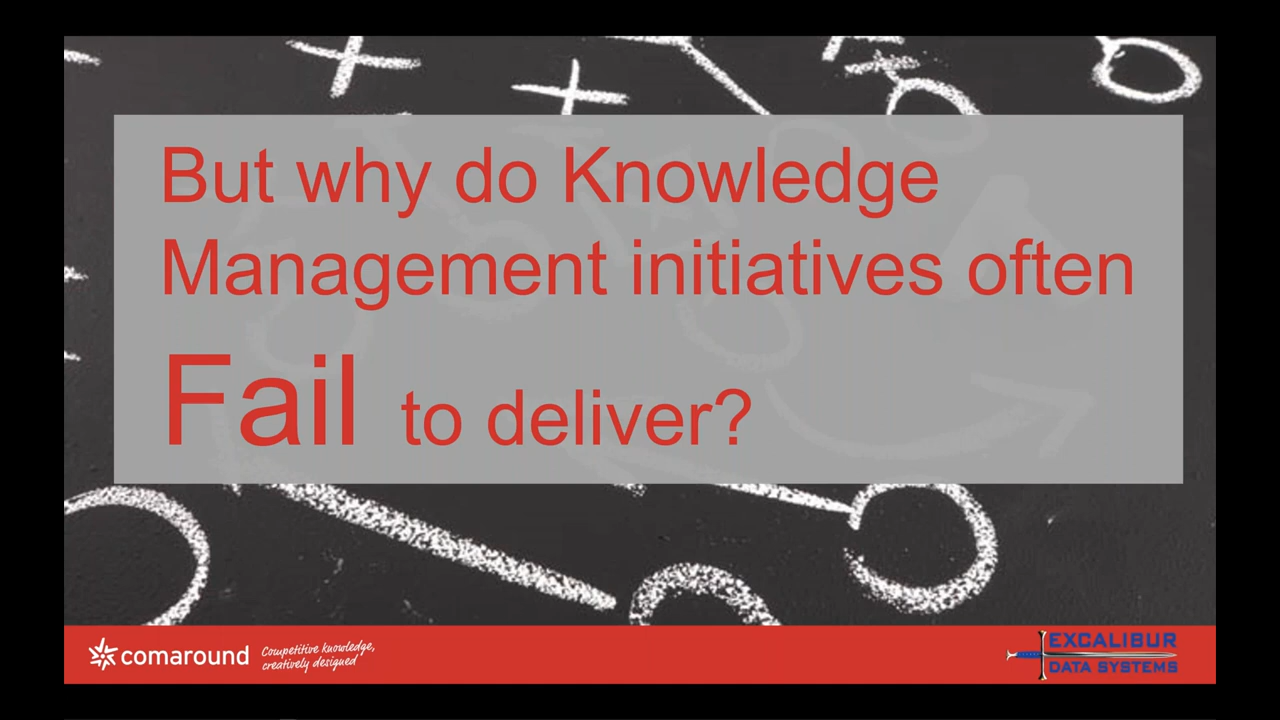 But why do Knowledge
Management initiatives often
Fail to deliver?
comaround
Competitive knowledge,
creatively designed
EXCALIBUR
DATA SYSTEMS